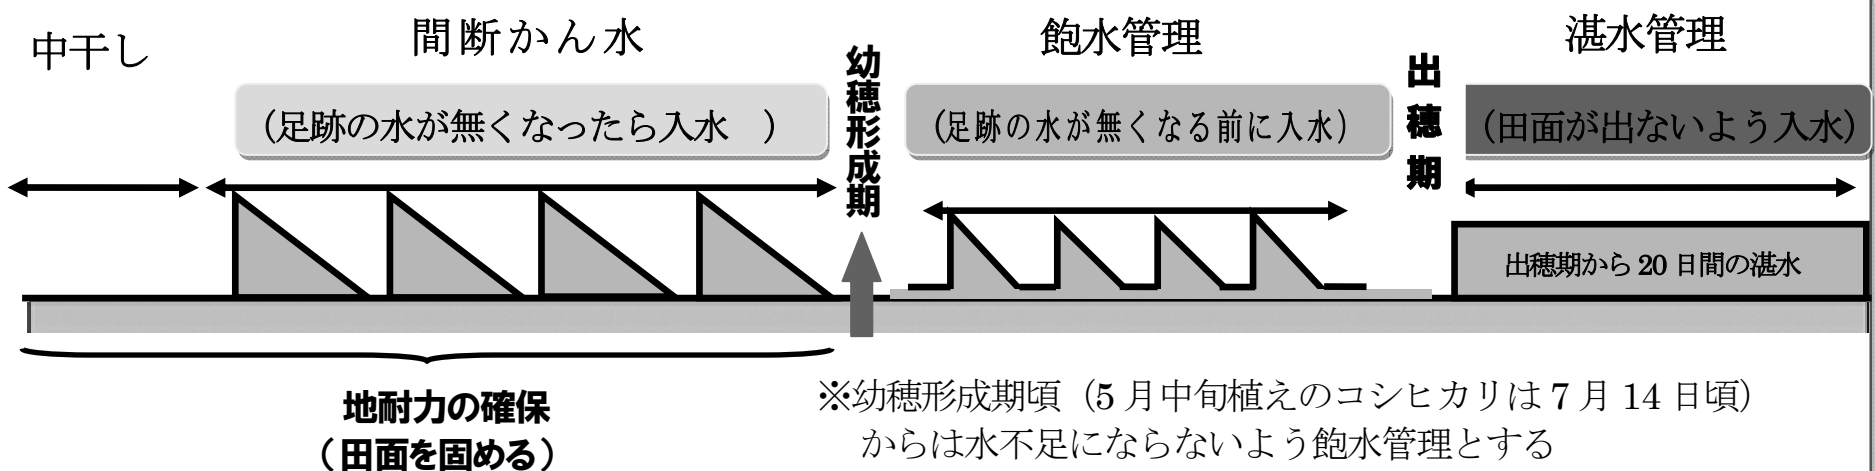 中干し
間断かん水
(足跡の水が無くなったら入水　)
幼穂形成期
飽水管理
(足跡の水が無くなる前に入水)
出穂期
湛水管理
(田面が出ないよう入水)
出穂期から 20 日間の湛水
地耐力の確保
（田面を固める）
※幼穂形成期頃（5 月中旬植えのコシヒカリは 7 月 14 日頃）
からは水不足にならないよう飽水管理とする